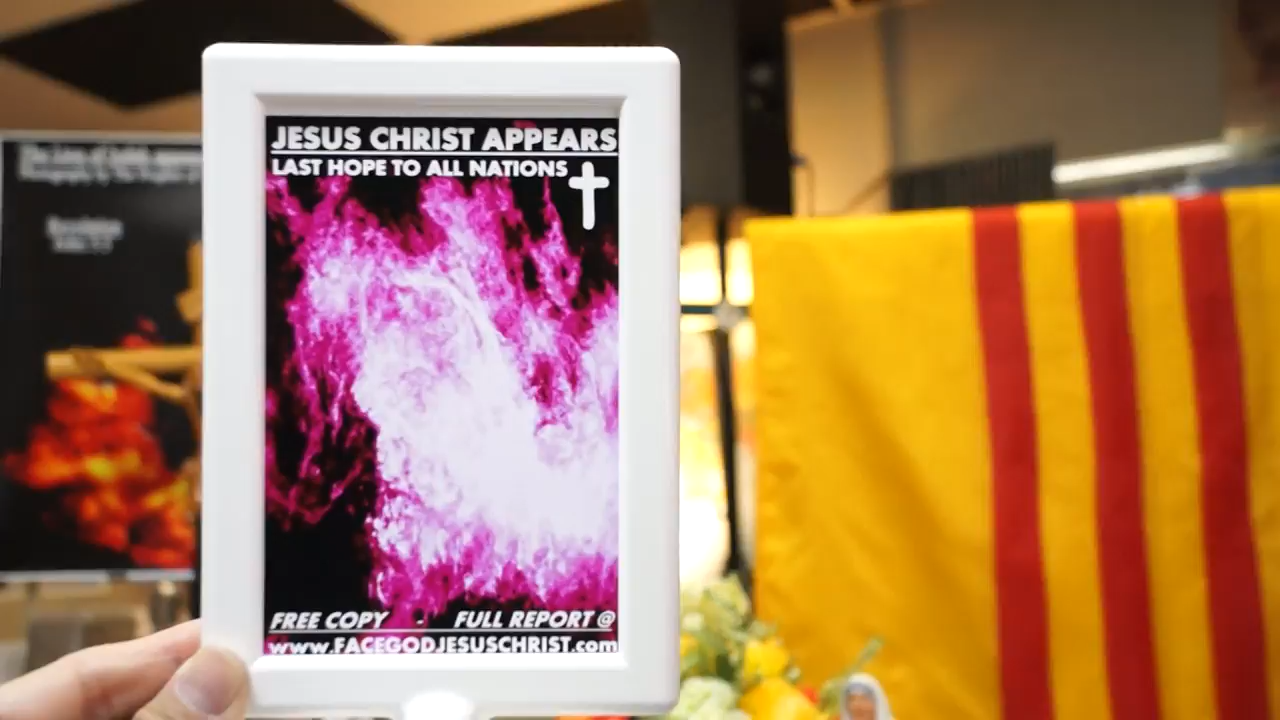 JESUS CHRIST APPEARS
LAST HOPE TO ALL NATIONS
FREE COPY - FULL REPORT @
www.FACEGODJESUSCHRIST.com